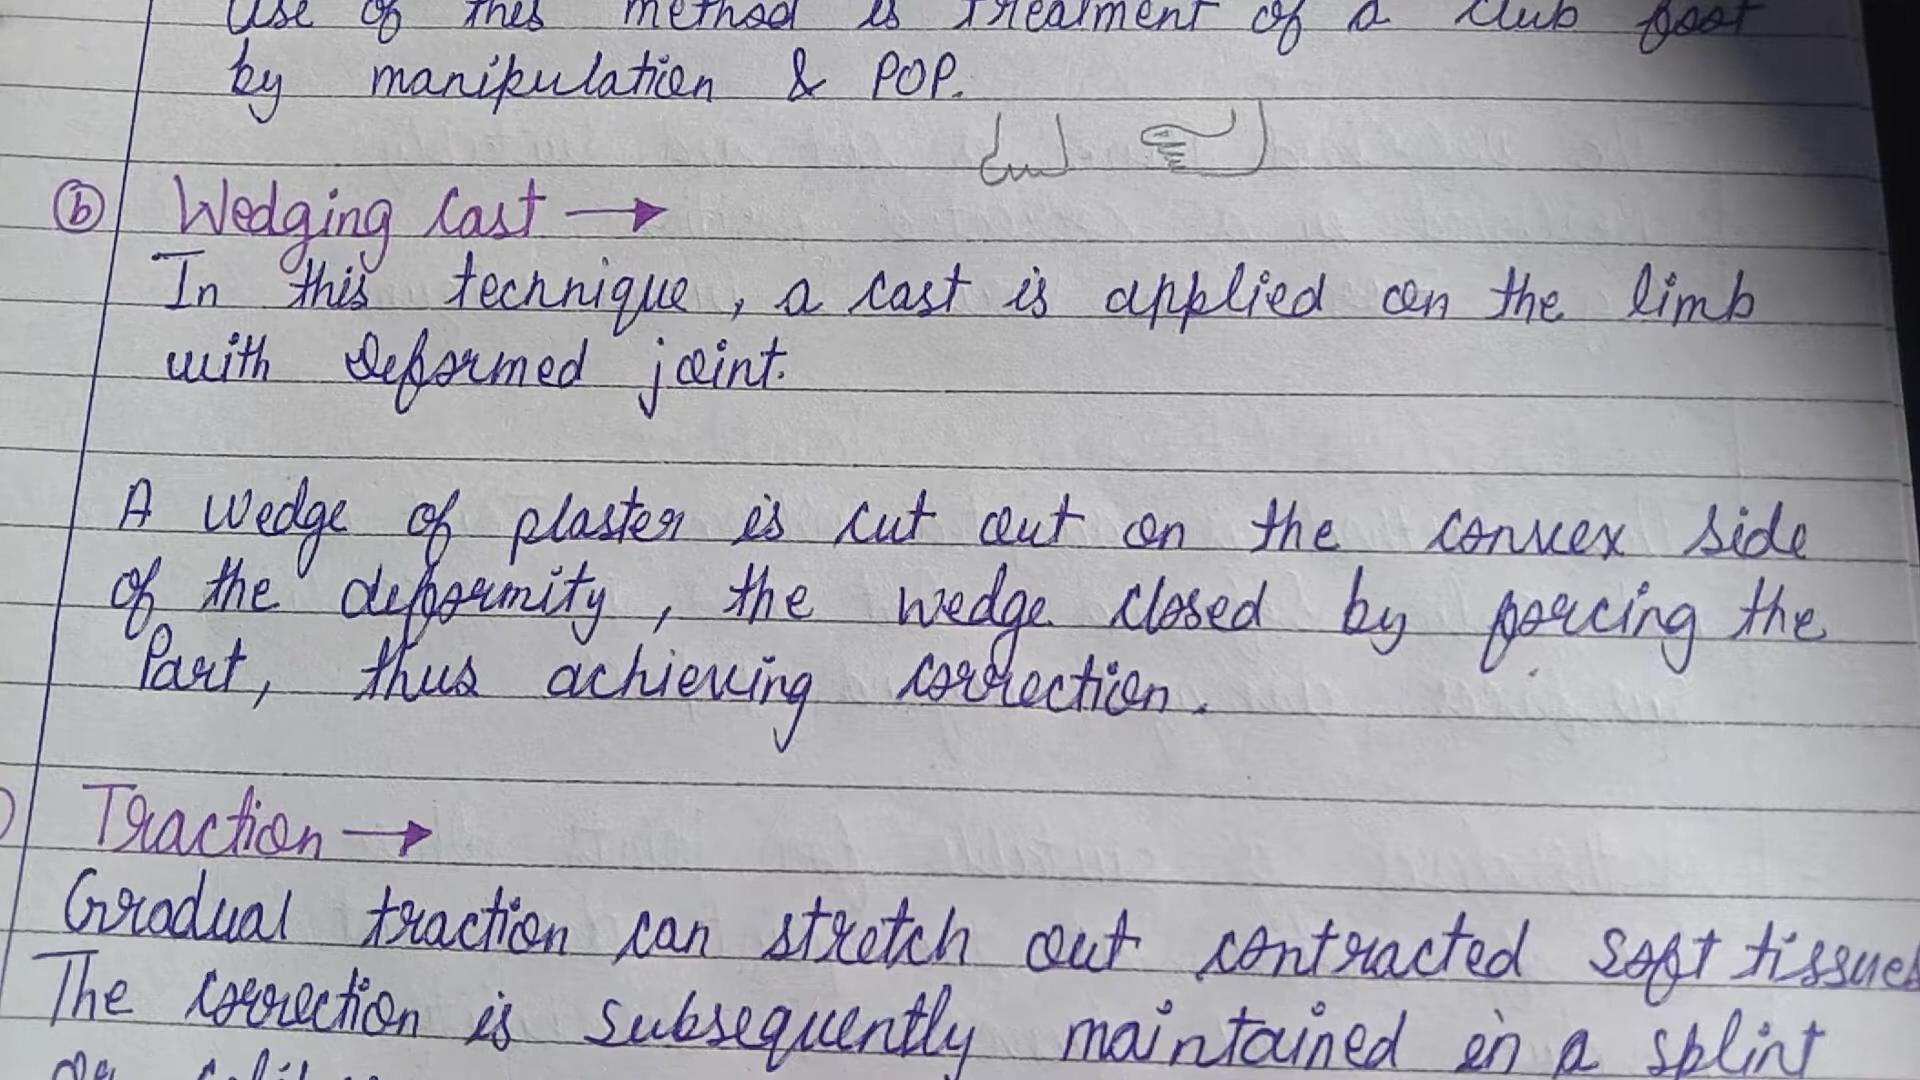 Use of this method is treatment of a club foot
by manipulation & POP.
(b) Wedging cast →
In this technique, a cast is applied on the limb
with deformed joint.
A wedge of plaster is cut out on the convex side
of the deformity, the wedge closed by forcing the
Part, thus achieving correction.
Traction →
Gradual traction can stretch out contracted soft tissues
The correction is subsequently maintained in a splint